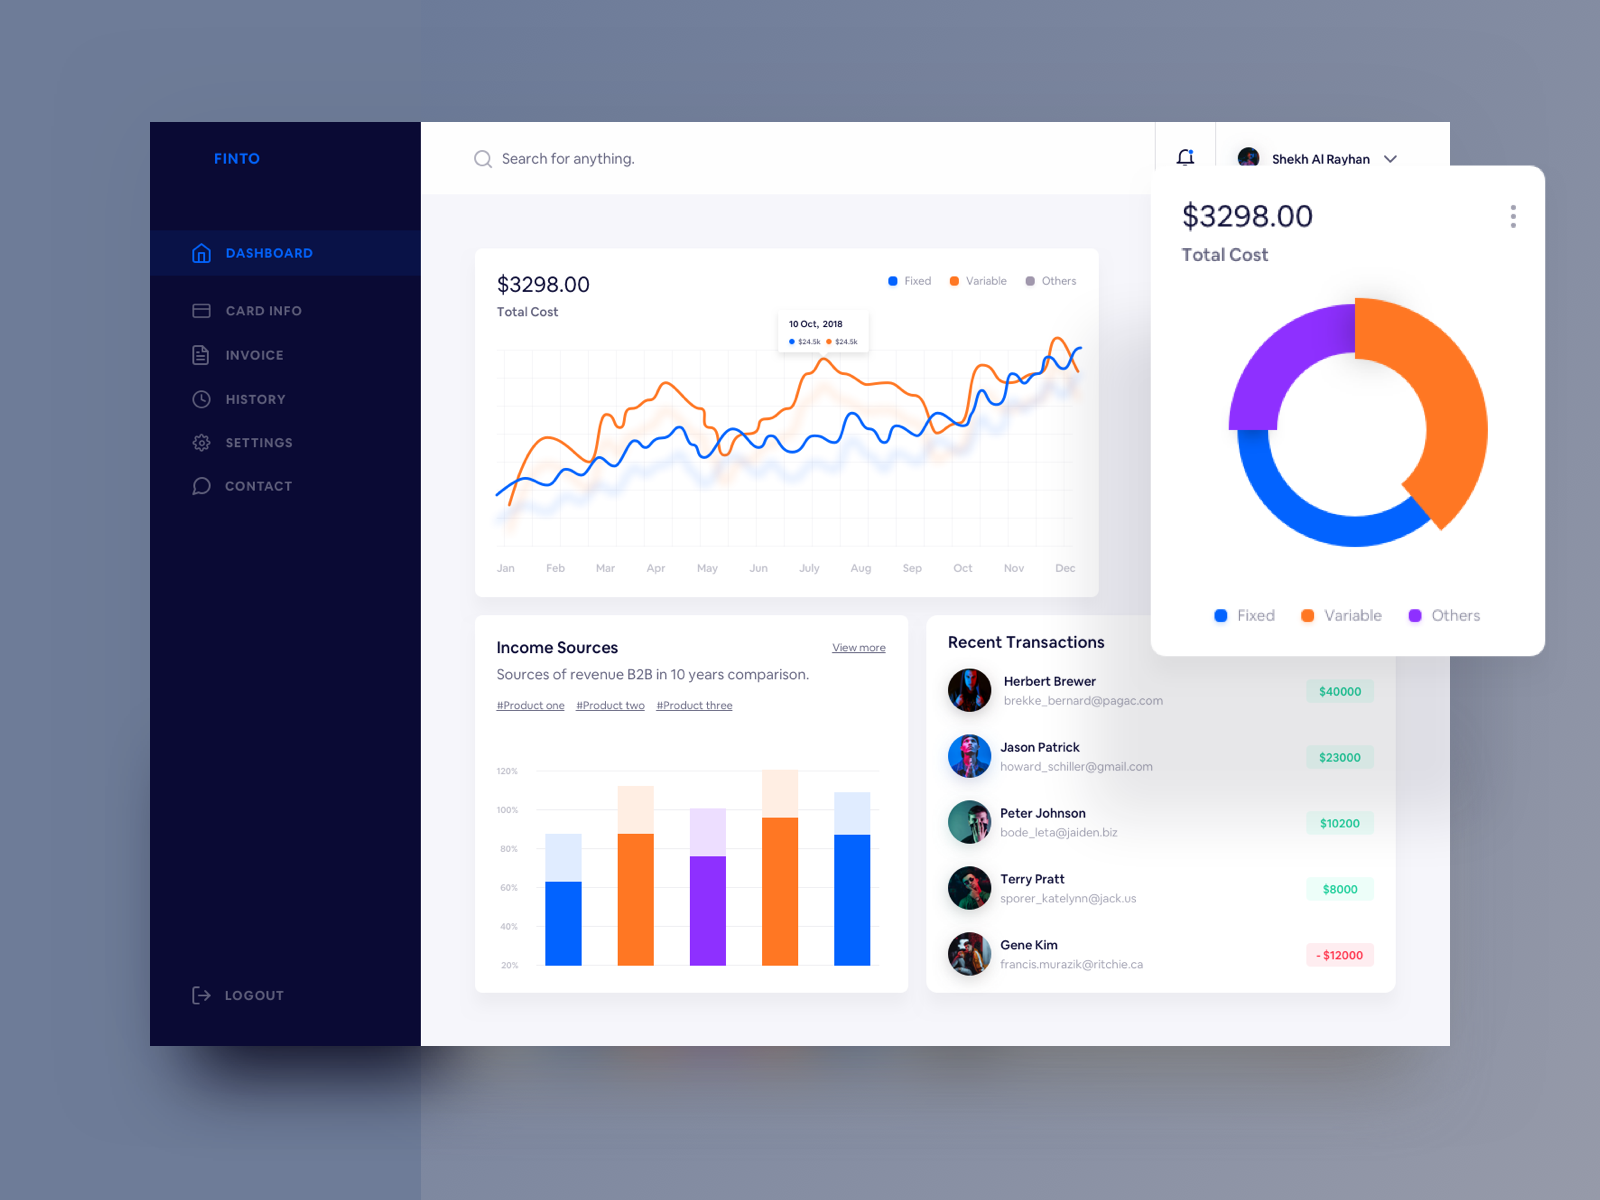 FINTO
DASHBOARD
CARD INFO
INVOICE
HISTORY
SETTINGS
CONTACT
LOGOUT
Search for anything.
Shekh Al Rayhan
$3298.00
Total Cost
Fixed Variable Others
10 Oct, 2018
$24.5k $24.5k
Jan Feb Mar Apr May Jun July Aug Sep Oct Nov Dec
$3298.00
Total Cost
Fixed Variable Others
Income Sources
View more
Sources of revenue B2B in 10 years comparison.
#Product one #Product two #Product three
120%
100%
80%
60%
40%
20%
Recent Transactions
Herbert Brewer
brekke_bernard@pagac.com
$40000
Jason Patrick
howard_schiller@gmail.com
$23000
Peter Johnson
bode_leta@jaiden.biz
$10200
Terry Pratt
sporer_katelynn@jack.us
$8000
Gene Kim
francis.murazik@ritchie.ca
- $12000